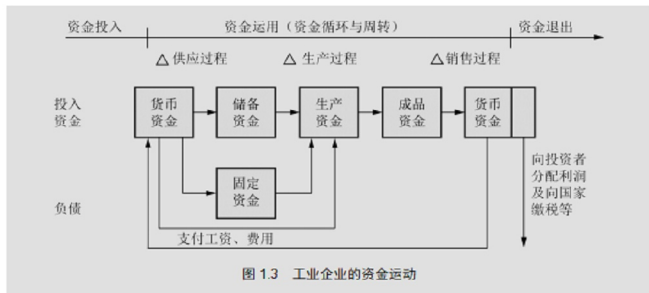 资金投入 资金运用（资金循环与周转） 资金退出
△供应过程 △生产过程 △销售过程
投入
资金
货币
资金
储备
资金
生产
资金
成品
资金
货币
资金
固定
资金
向投资者
分配利润
及向国家
缴税等
负债
支付工资、费用
图 1.3 工业企业的资金运动